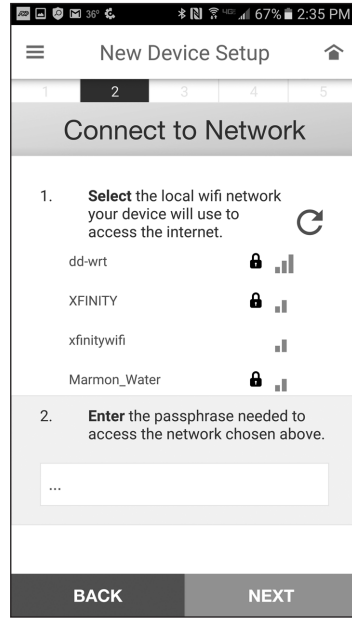 36° 4G 67% 2:35 PM
New Device Setup
1 2 3 4 5
Connect to Network
1. Select the local wifi network
your device will use to
access the internet.
dd-wrt
XFINITY
xfinitywifi
Marmon_Water
2. Enter the passphrase needed to
access the network chosen above.
...
BACK NEXT